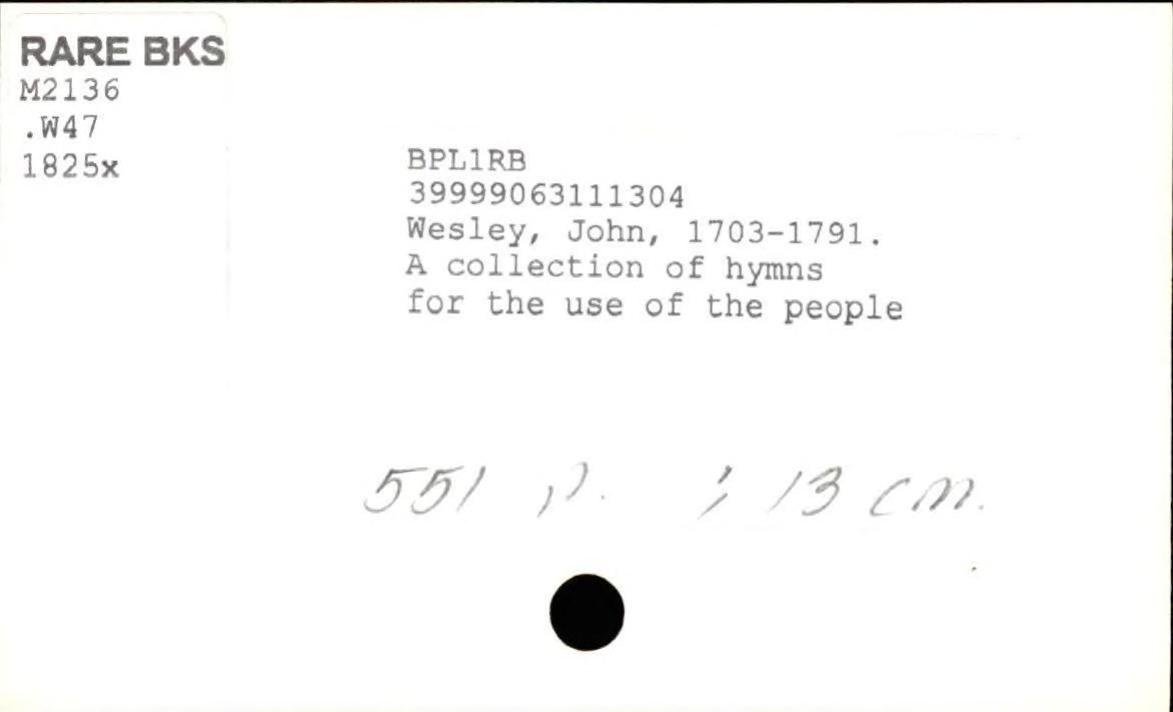 RARE BKS
M2136
.W47
1825x
BPL1RB
39999063111304
Wesley, John, 1703-1791.
A collection of hymns
for the use of the people
551 p. ; 13 cm.